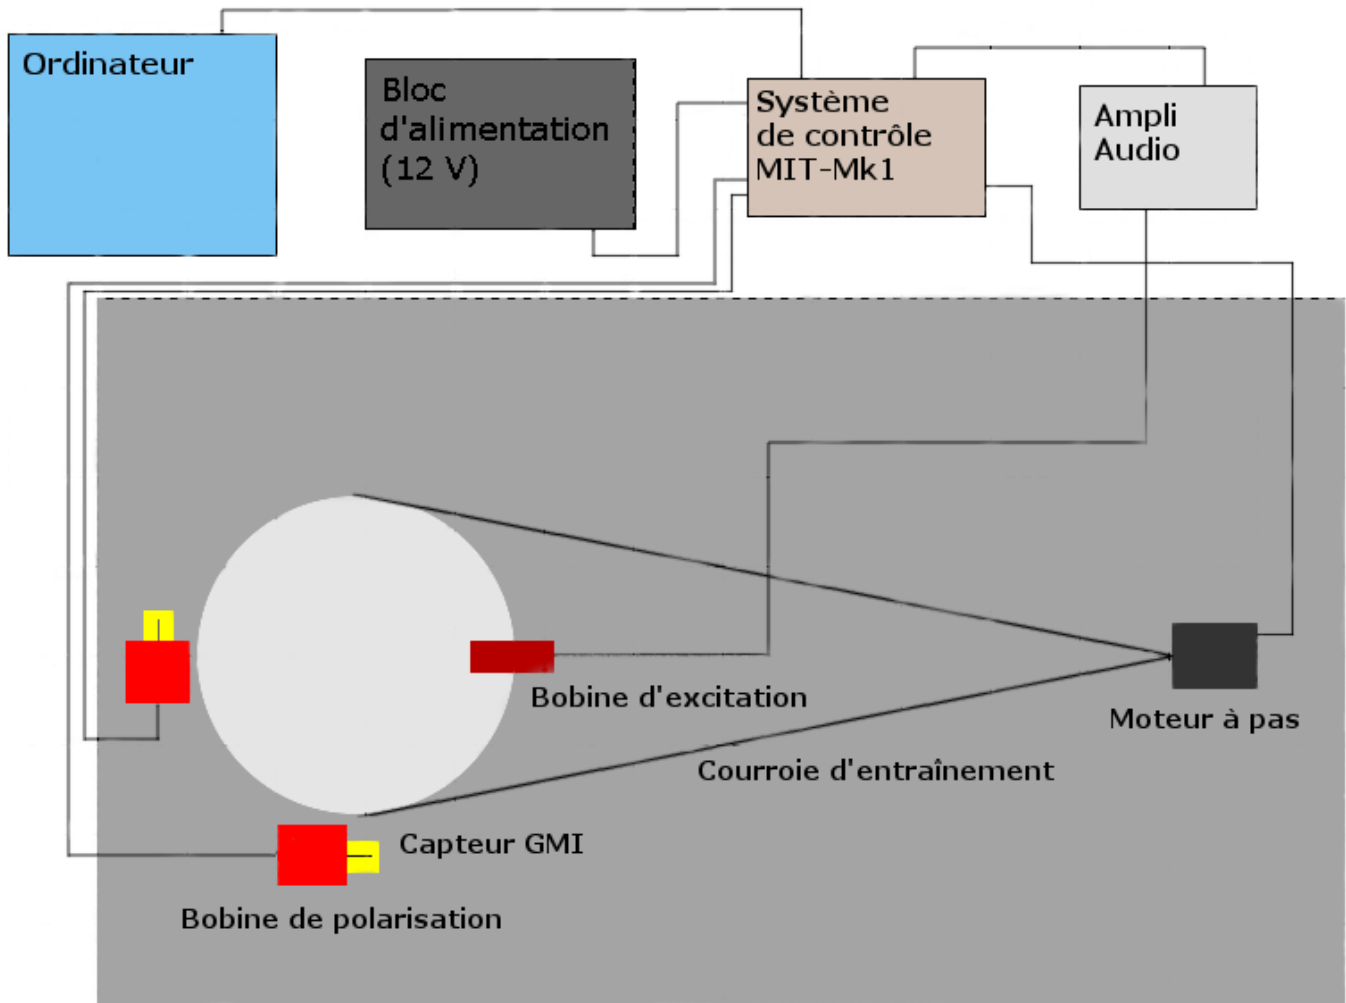 Ordinateur
Bloc
d'alimentation
(12 V)
Système
de contrôle
MIT-Mk1
Ampli
Audio
Bobine d'excitation
Moteur à pas
Courroie d'entraînement
Capteur GMI
Bobine de polarisation